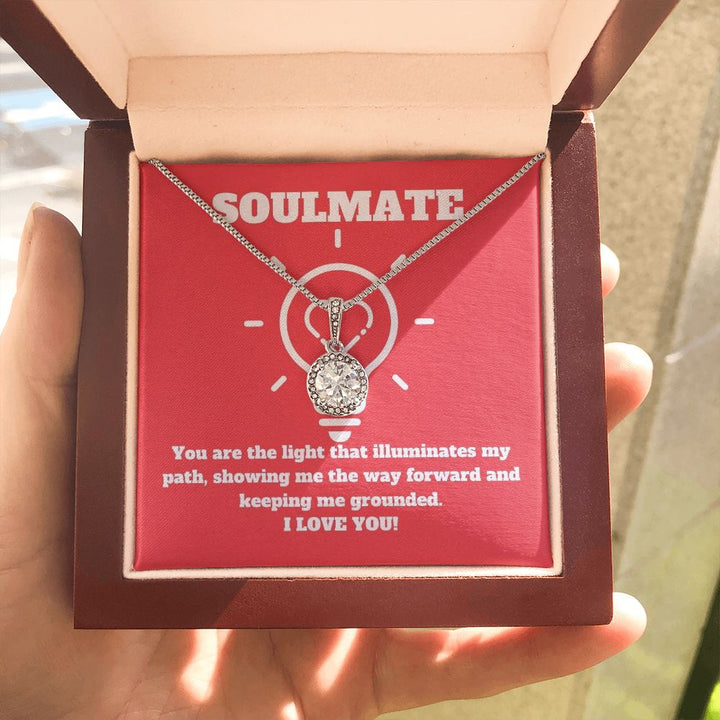 SOULMATE
You are the light that illuminates my
path, showing me the way forward and
keeping me grounded.
I LOVE YOU!